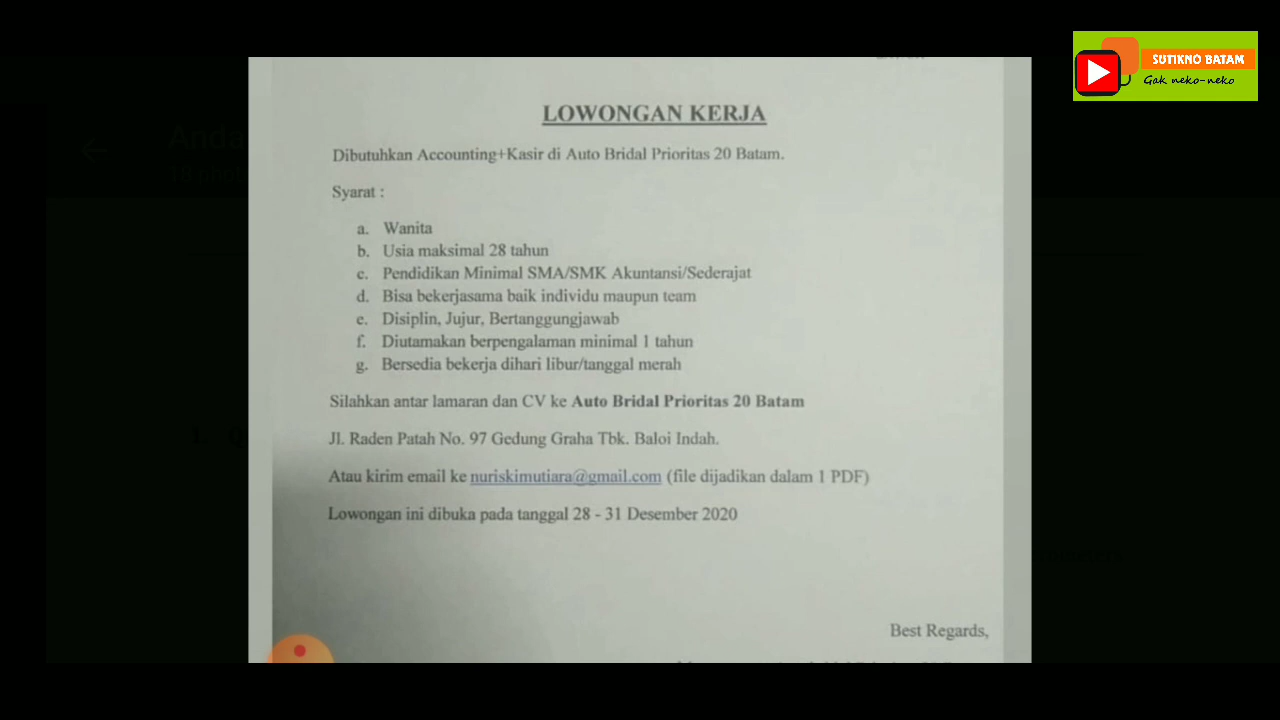 SUTIKNO BATAM
Gak neko-neko
LOWONGAN KERJA
Dibutuhkan Accounting+Kasir di Auto Bridal Prioritas 20 Batam.
Syarat :
a. Wanita
b. Usia maksimal 28 tahun
c. Pendidikan Minimal SMA/SMK Akuntansi/Sederajat
d. Bisa bekerjasama baik individu maupun team
e. Disiplin, Jujur, Bertanggungjawab
f. Diutamakan berpengalaman minimal 1 tahun
g. Bersedia bekerja dihari libur/tanggal merah
Silahkan antar lamaran dan CV ke Auto Bridal Prioritas 20 Batam
Jl. Raden Patah No. 97 Gedung Graha Tbk. Baloi Indah.
Atau kirim email ke nuriskimutiara@gmail.com (file dijadikan dalam 1 PDF)
Lowongan ini dibuka pada tanggal 28 - 31 Desember 2020
Best Regards,